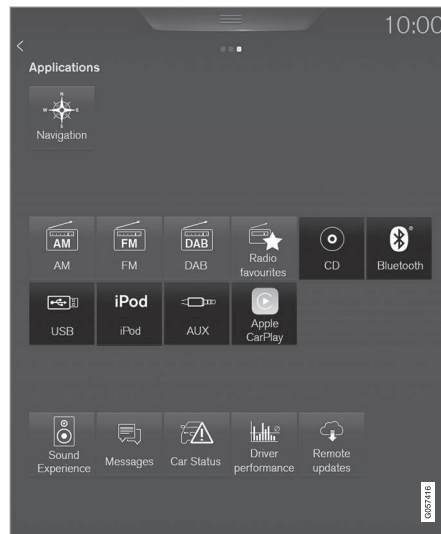 10:00
Applications
N
W E
S
Navigation
AM FM DAB
AM FM DAB Radio favourites CD Bluetooth
iPod
USB iPod AUX Apple CarPlay
Sound Experience Messages Car Status Driver performance Remote updates
G057416